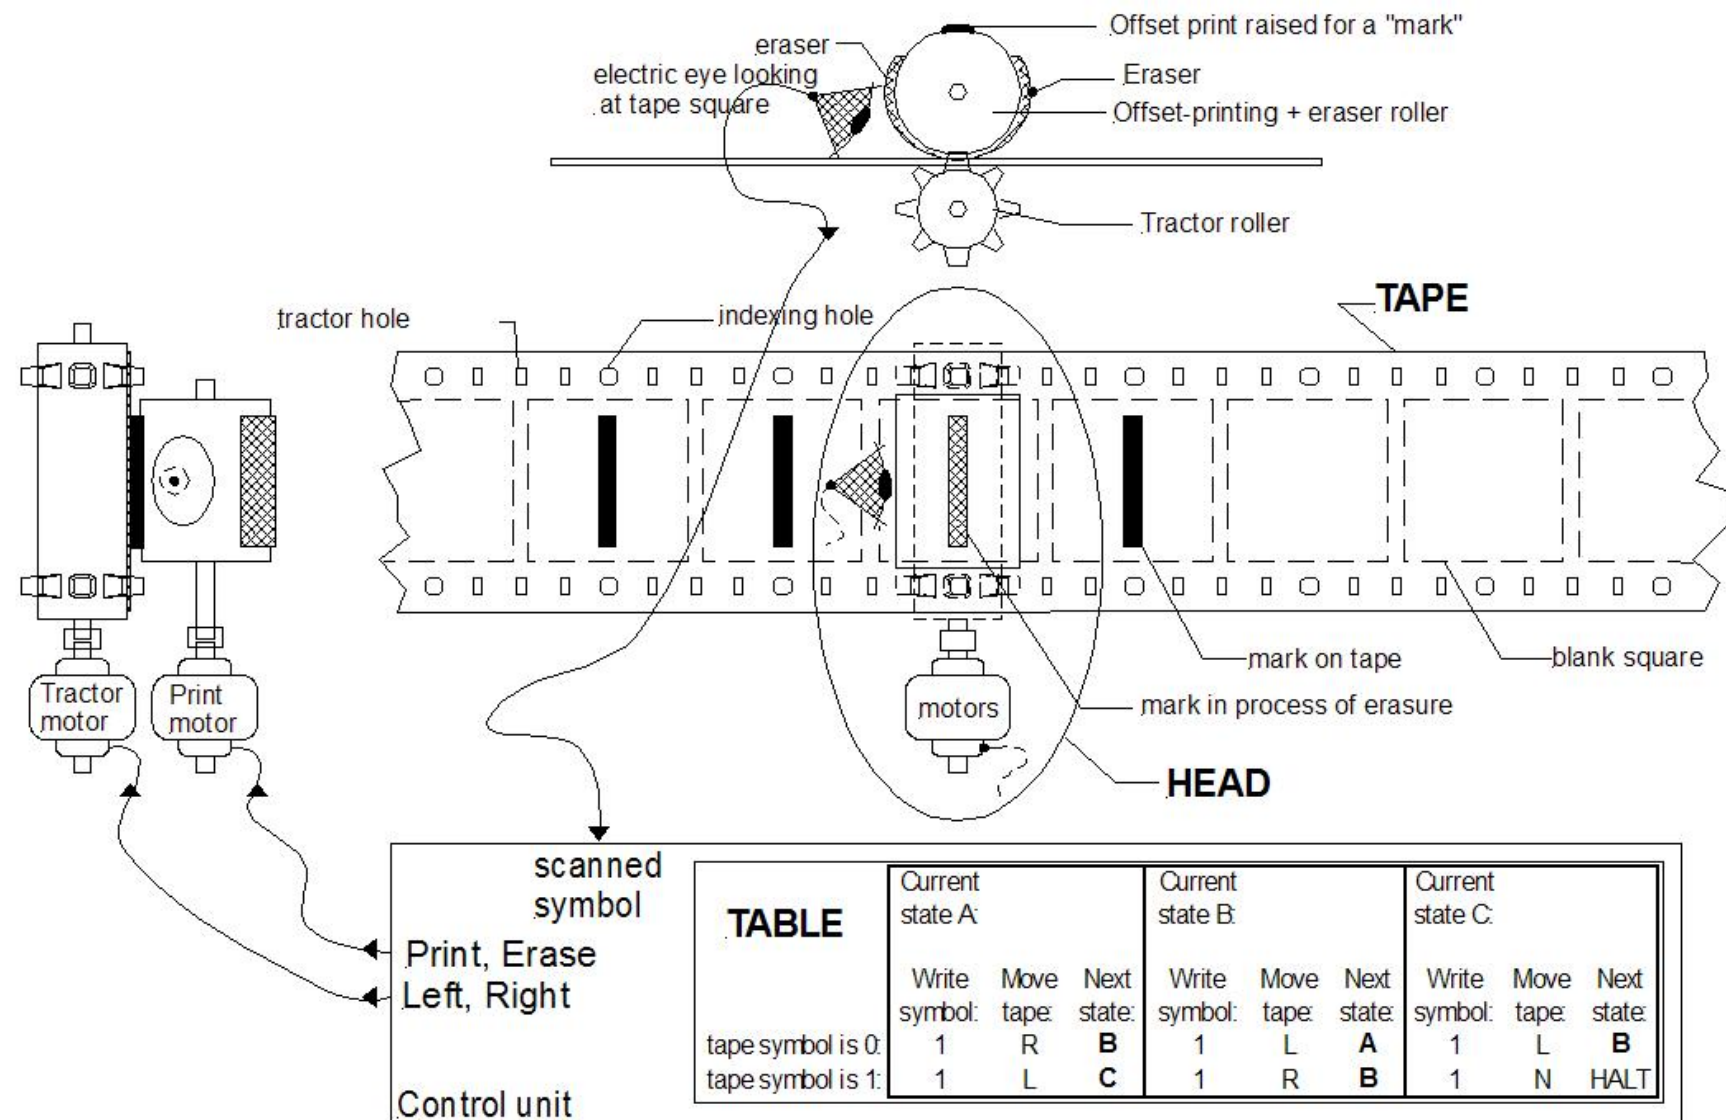 Offset print raised for a "mark"
eraser
electric eye looking
at tape square
Eraser
Offset-printing + eraser roller
Tractor roller
TAPE
tractor hole
indexing hole
mark on tape
blank square
mark in process of erasure
Tractor
motor
Print
motor
motors
HEAD
scanned
symbol
Print, Erase
Left, Right
Control unit
TABLE
Current Current Current
state A: state B: state C:
Write Move Next Write Move Next Write Move Next
symbol: tape: state: symbol: tape: state: symbol: tape: state:
tape symbol is 0: 1 R B 1 L A 1 L B
tape symbol is 1: 1 L C 1 R B 1 N HALT